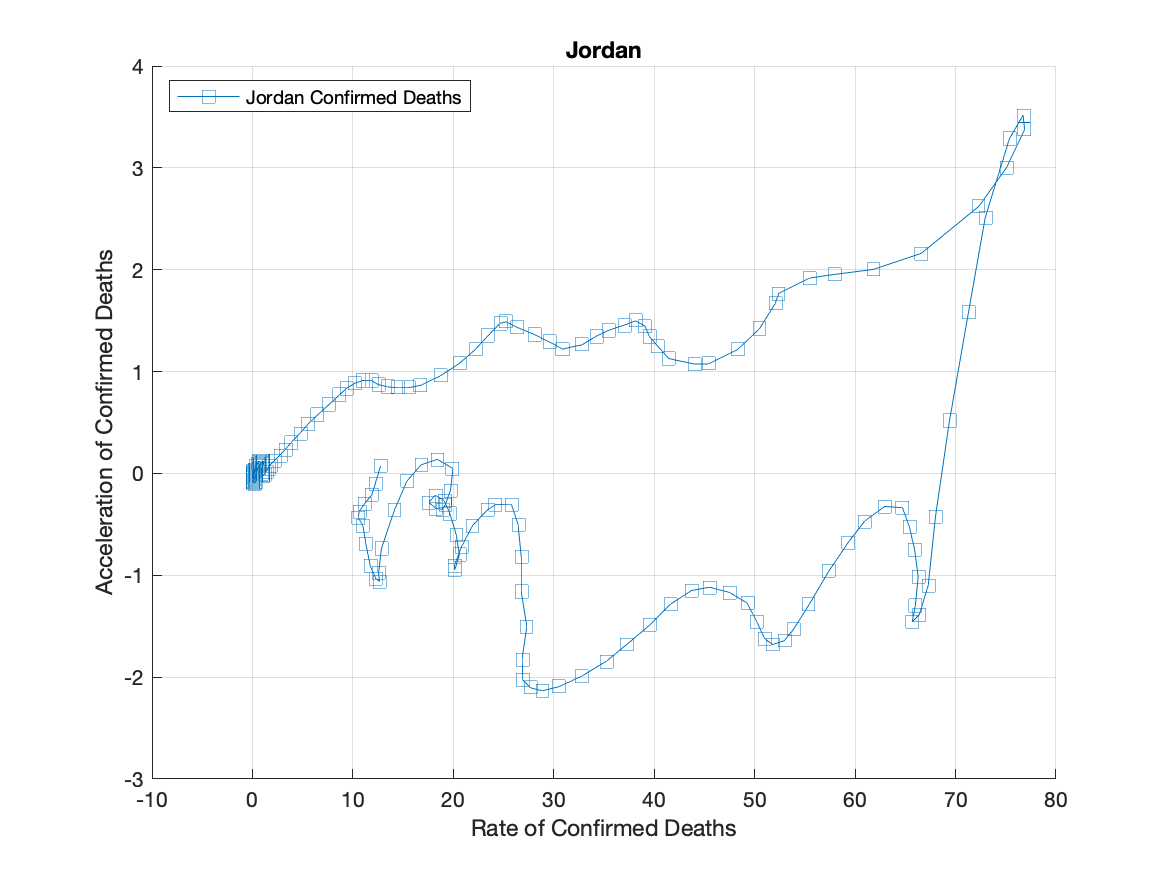 Jordan
Jordan Confirmed Deaths
4
3
2
1
0
-1
-2
-3
Acceleration of Confirmed Deaths
-10 0 10 20 30 40 50 60 70 80
Rate of Confirmed Deaths